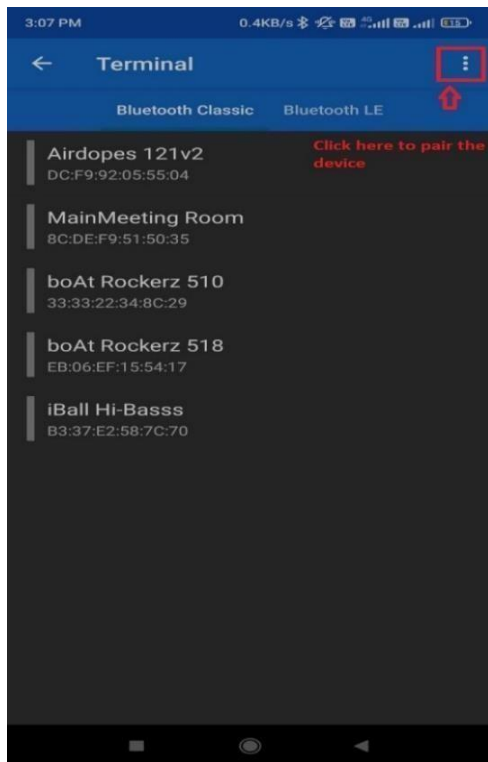 3:07 PM 0.4KB/s 4G
Terminal
Bluetooth Classic Bluetooth LE
Click here to pair the
device
Airdopes 121v2
DC:F9:92:05:55:04
MainMeeting Room
8C:DE:F9:51:50:35
boAt Rockerz 510
33:33:22:34:8C:29
boAt Rockerz 518
EB:06:EF:15:54:17
iBall Hi-Basss
B3:37:E2:58:7C:70